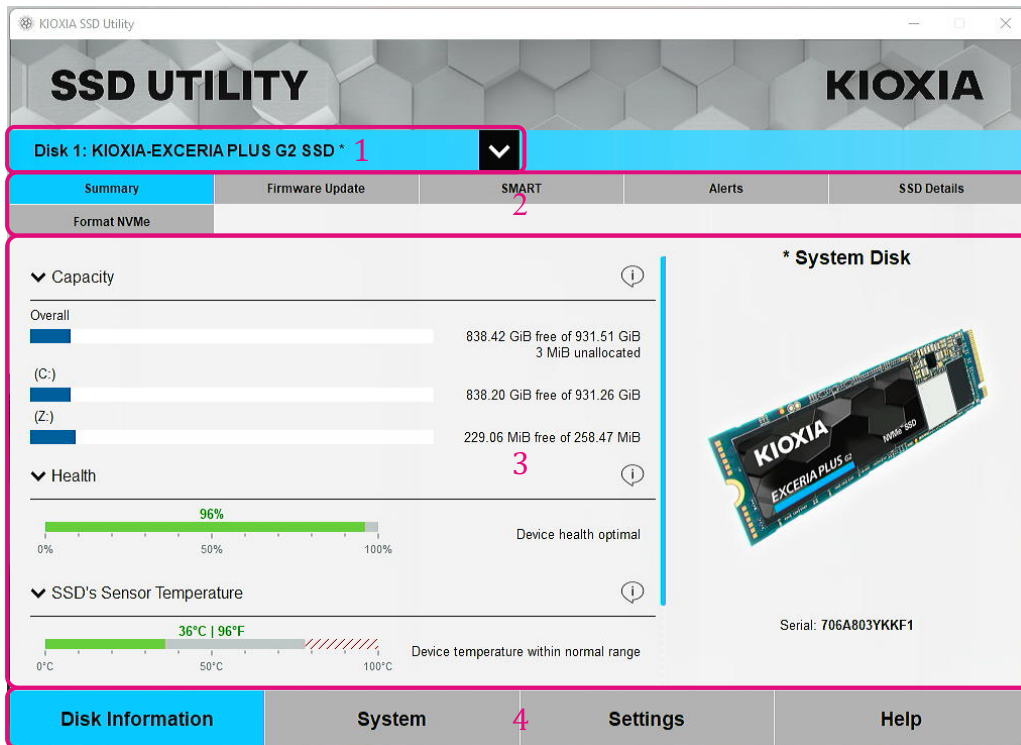 KIOXIA SSD Utility
SSD UTILITY
KIOXIA
Disk 1: KIOXIA-EXCERIA PLUS G2 SSD *
1
Summary
Firmware Update
SMART
Alerts
SSD Details
2
Format NVMe
Capacity
i
Overall
838.42 GiB free of 931.51 GiB
3 MiB unallocated
(C:)
838.20 GiB free of 931.26 GiB
(Z:)
229.06 MiB free of 258.47 MiB
3
Health
i
96%
0%
50%
100%
Device health optimal
SSD's Sensor Temperature
i
36°C | 96°F
0°C
50°C
100°C
Device temperature within normal range
* System Disk
KIOXIA
NVMe™ SSD
EXCERIA PLUS G2
Serial: 706A803YKKF1
Disk Information
System
4
Settings
Help